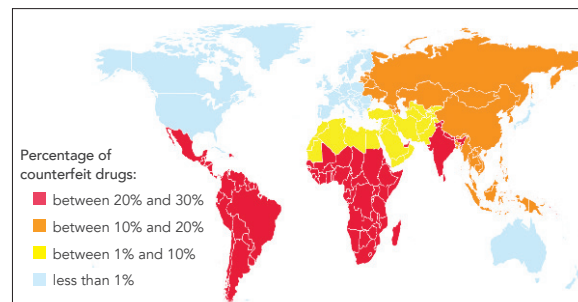 Percentage of
counterfeit drugs:
between 20% and 30%
between 10% and 20%
between 1% and 10%
less than 1%